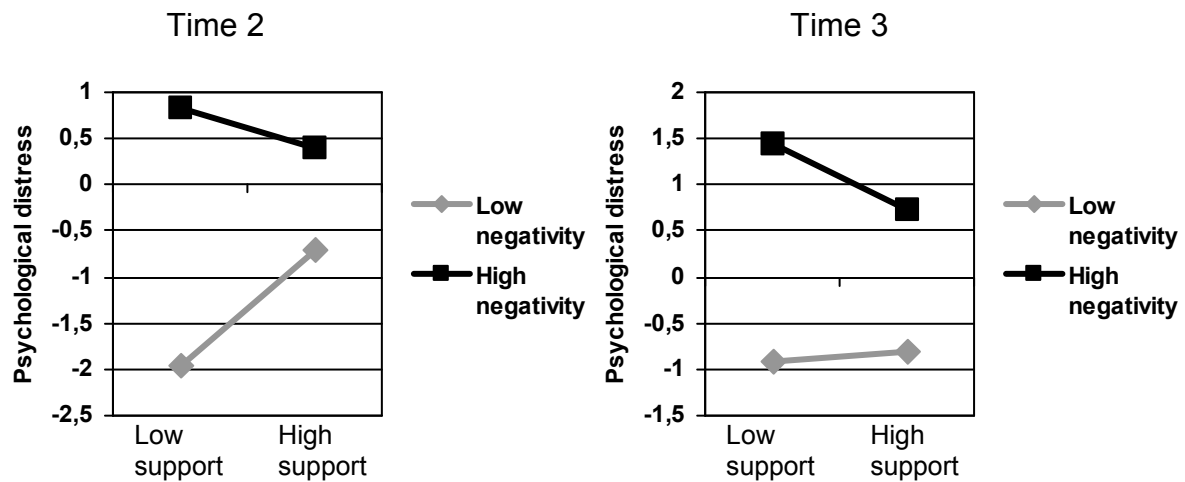 Time 2
Psychological distress
1
0,5
0
-0,5
-1
-1,5
-2
-2,5
Low
support
High
support
Low
negativity
High
negativity
Time 3
Psychological distress
2
1,5
1
0,5
0
-0,5
-1
-1,5
Low
support
High
support
Low
negativity
High
negativity